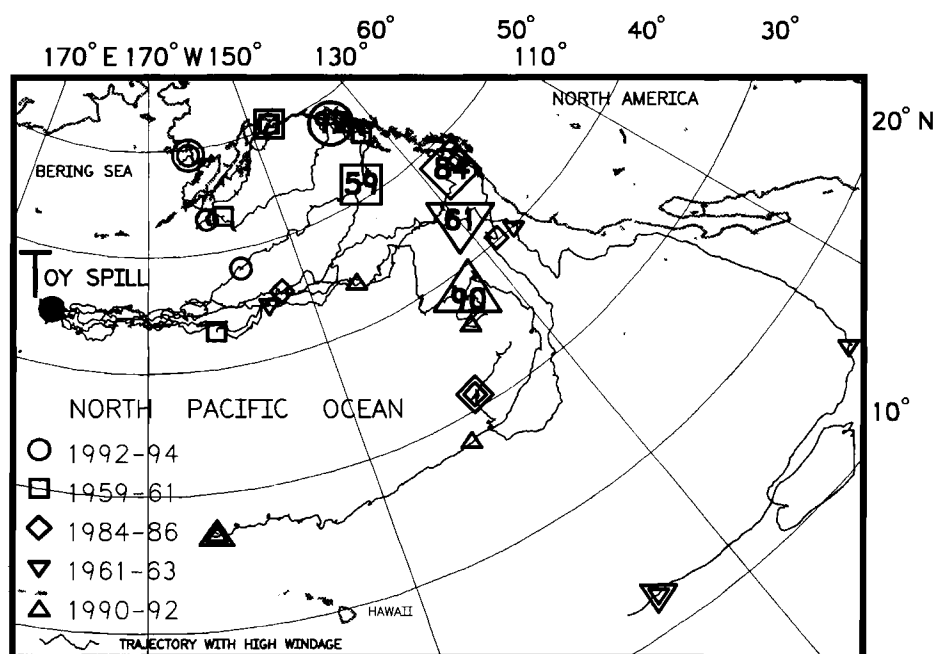 60° 50° 40° 30°
170° E 170° W 150° 130° 110°
NORTH AMERICA
20° N
BERING SEA
59
84
61
TOY SPILL
90
10°
NORTH PACIFIC OCEAN
1992-94
1959-61
1984-86
1961-63
1990-92
HAWAII
TRAJECTORY WITH HIGH WINDAGE